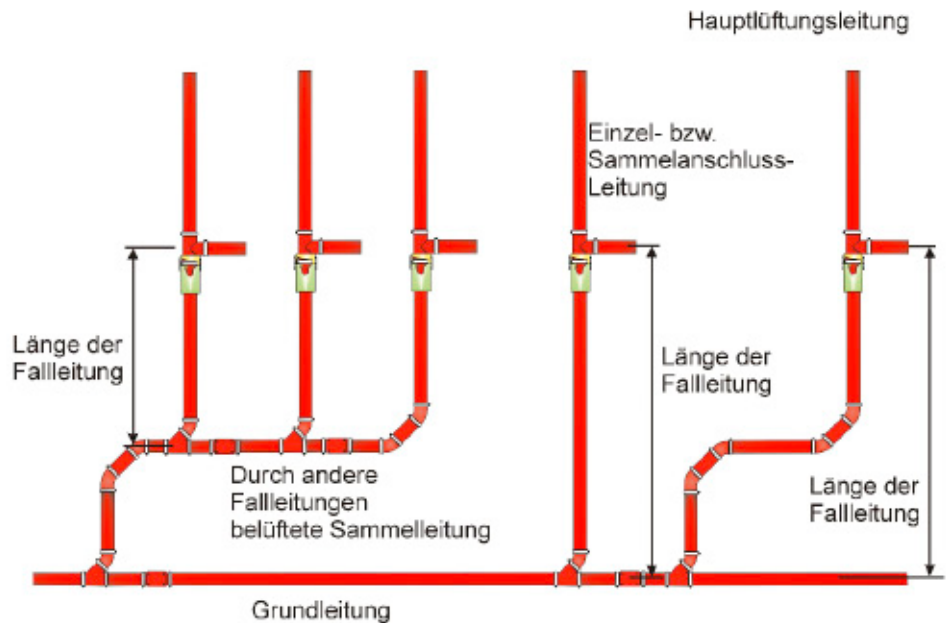 Hauptlüftungsleitung
Einzel- bzw.
Sammelanschluss-
Leitung
Länge der
Fallleitung
Länge der
Fallleitung
Durch andere
Fallleitungen
belüftete Sammelleitung
Länge der
Fallleitung
Grundleitung